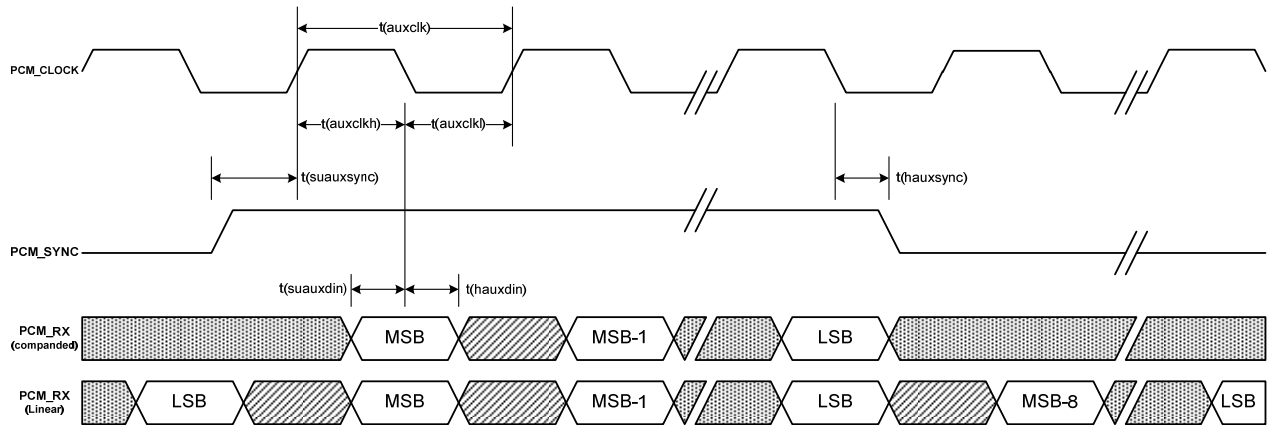 t(auxclk)
PCM_CLOCK
t(auxclkh)
t(auxclkl)
t(suauxsync)
t(hauxsync)
PCM_SYNC
t(suauxdin)
t(hauxdin)
PCM_RX
(companded)
MSB
MSB-1
LSB
PCM_RX
(Linear)
LSB
MSB
MSB-1
LSB
MSB-8
LSB